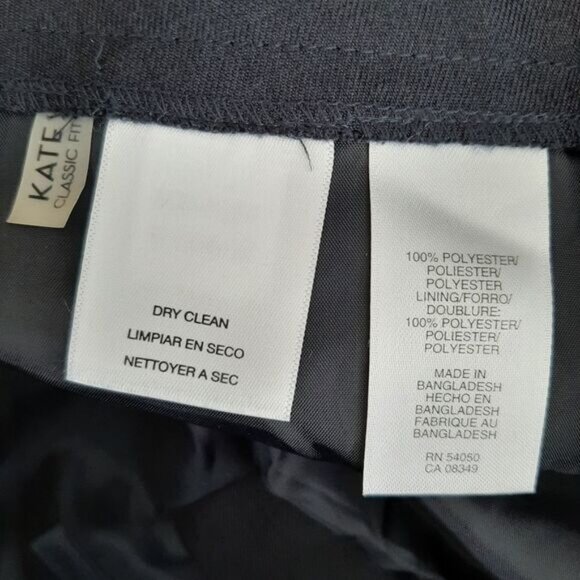 KATE
CLASSIC FIT
DRY CLEAN
LIMPIAR EN SECO
NETTOYER A SEC
100% POLYESTER/
POLIESTER/
POLYESTER
LINING/FORRO/
DOUBLURE:
100% POLYESTER/
POLIESTER/
POLYESTER
MADE IN
BANGLADESH
HECHO EN
BANGLADESH
FABRIQUE AU
BANGLADESH
RN 54050
CA 08349